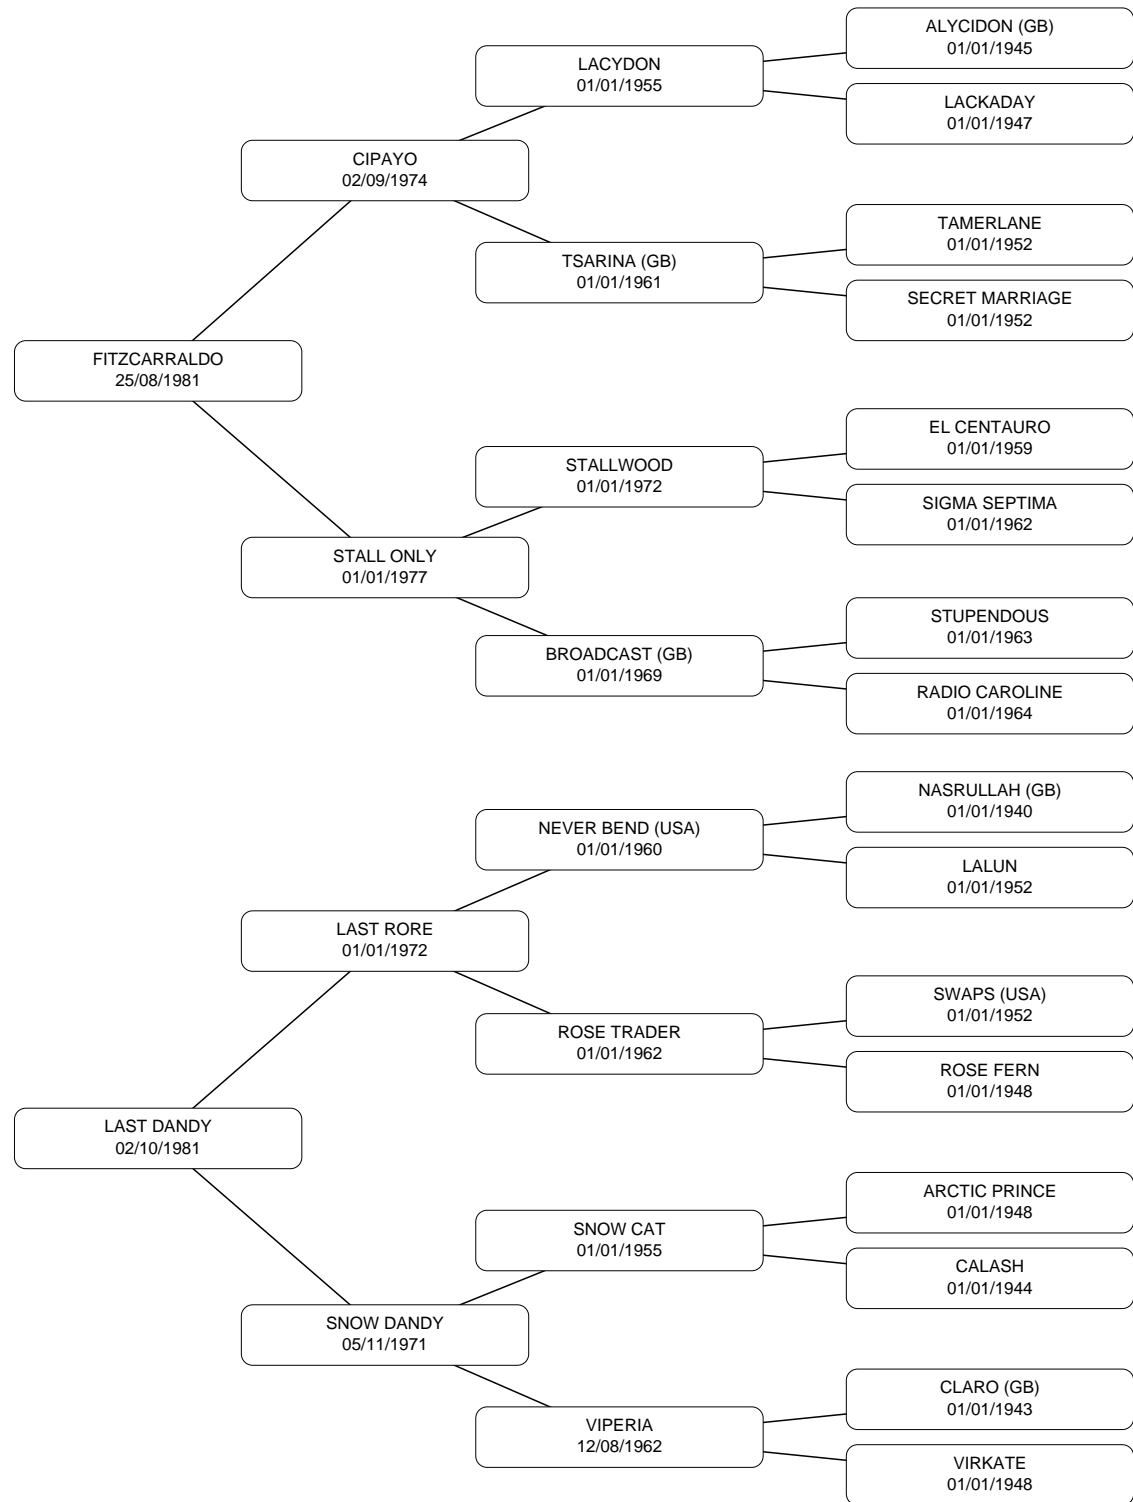 ALYCIDON (GB)
01/01/1945
LACYDON
01/01/1955
LACKADAY
01/01/1947
CIPAYO
02/09/1974
TAMERLANE
01/01/1952
TSARINA (GB)
01/01/1961
SECRET MARRIAGE
01/01/1952
FITZCARRALDO
25/08/1981
EL CENTAURO
01/01/1959
STALLWOOD
01/01/1972
SIGMA SEPTIMA
01/01/1962
STALL ONLY
01/01/1977
STUPENDOUS
01/01/1963
BROADCAST (GB)
01/01/1969
RADIO CAROLINE
01/01/1964
NASRULLAH (GB)
01/01/1940
NEVER BEND (USA)
01/01/1960
LALUN
01/01/1952
LAST RORE
01/01/1972
SWAPS (USA)
01/01/1952
ROSE TRADER
01/01/1962
ROSE FERN
01/01/1948
LAST DANDY
02/10/1981
ARCTIC PRINCE
01/01/1948
SNOW CAT
01/01/1955
CALASH
01/01/1944
SNOW DANDY
05/11/1971
CLARO (GB)
01/01/1943
VIPERIA
12/08/1962
VIRKATE
01/01/1948